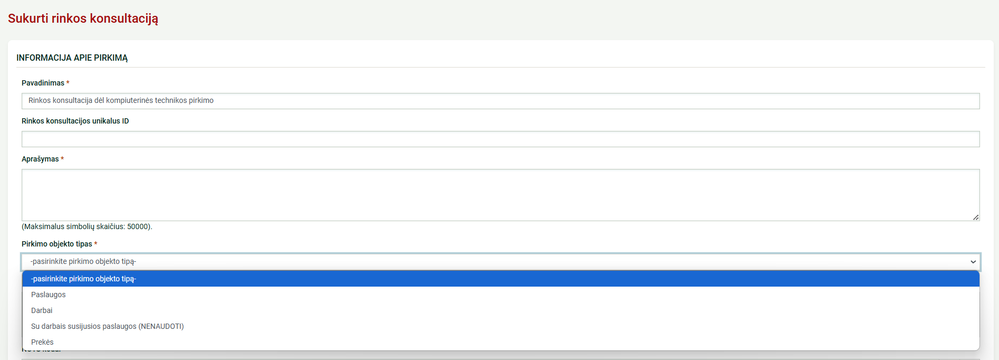 Sukurti rinkos konsultaciją
INFORMACIJA APIE PIRKIMĄ
Pavadinimas *
Rinkos konsultacija dėl kompiuterinės technikos pirkimo
Rinkos konsultacijos unikalus ID
Aprašymas *
(Maksimalus simbolių skaičius: 50000).
Pirkimo objekto tipas *
-pasirinkite pirkimo objekto tipą-
-pasirinkite pirkimo objekto tipą-
Paslaugos
Darbai
Su darbais susijusios paslaugos (NENAUDOTI)
Prekės